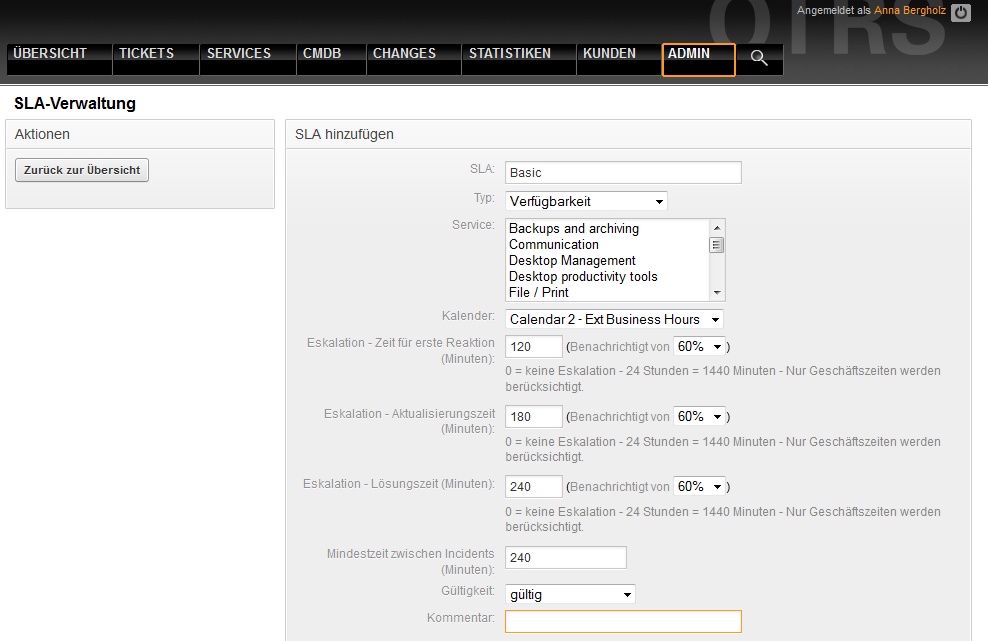 OTRS
Angemeldet als Anna Bergholz
ÜBERSICHT TICKETS SERVICES CMDB CHANGES STATISTIKEN KUNDEN ADMIN
SLA-Verwaltung
Aktionen
Zurück zur Übersicht
SLA hinzufügen
SLA: Basic
Typ: Verfügbarkeit
Service: Backups and archiving
Communication
Desktop Management
Desktop productivity tools
File / Print
Kalender: Calendar 2 - Ext Business Hours
Eskalation - Zeit für erste Reaktion
(Minuten):
120 (Benachrichtigt von 60% )
0 = keine Eskalation - 24 Stunden = 1440 Minuten - Nur Geschäftszeiten werden
berücksichtigt.
Eskalation - Aktualisierungszeit
(Minuten):
180 (Benachrichtigt von 60% )
0 = keine Eskalation - 24 Stunden = 1440 Minuten - Nur Geschäftszeiten werden
berücksichtigt.
Eskalation - Lösungszeit (Minuten): 240 (Benachrichtigt von 60% )
0 = keine Eskalation - 24 Stunden = 1440 Minuten - Nur Geschäftszeiten werden
berücksichtigt.
Mindestzeit zwischen Incidents
(Minuten):
240
Gültigkeit: gültig
Kommentar: